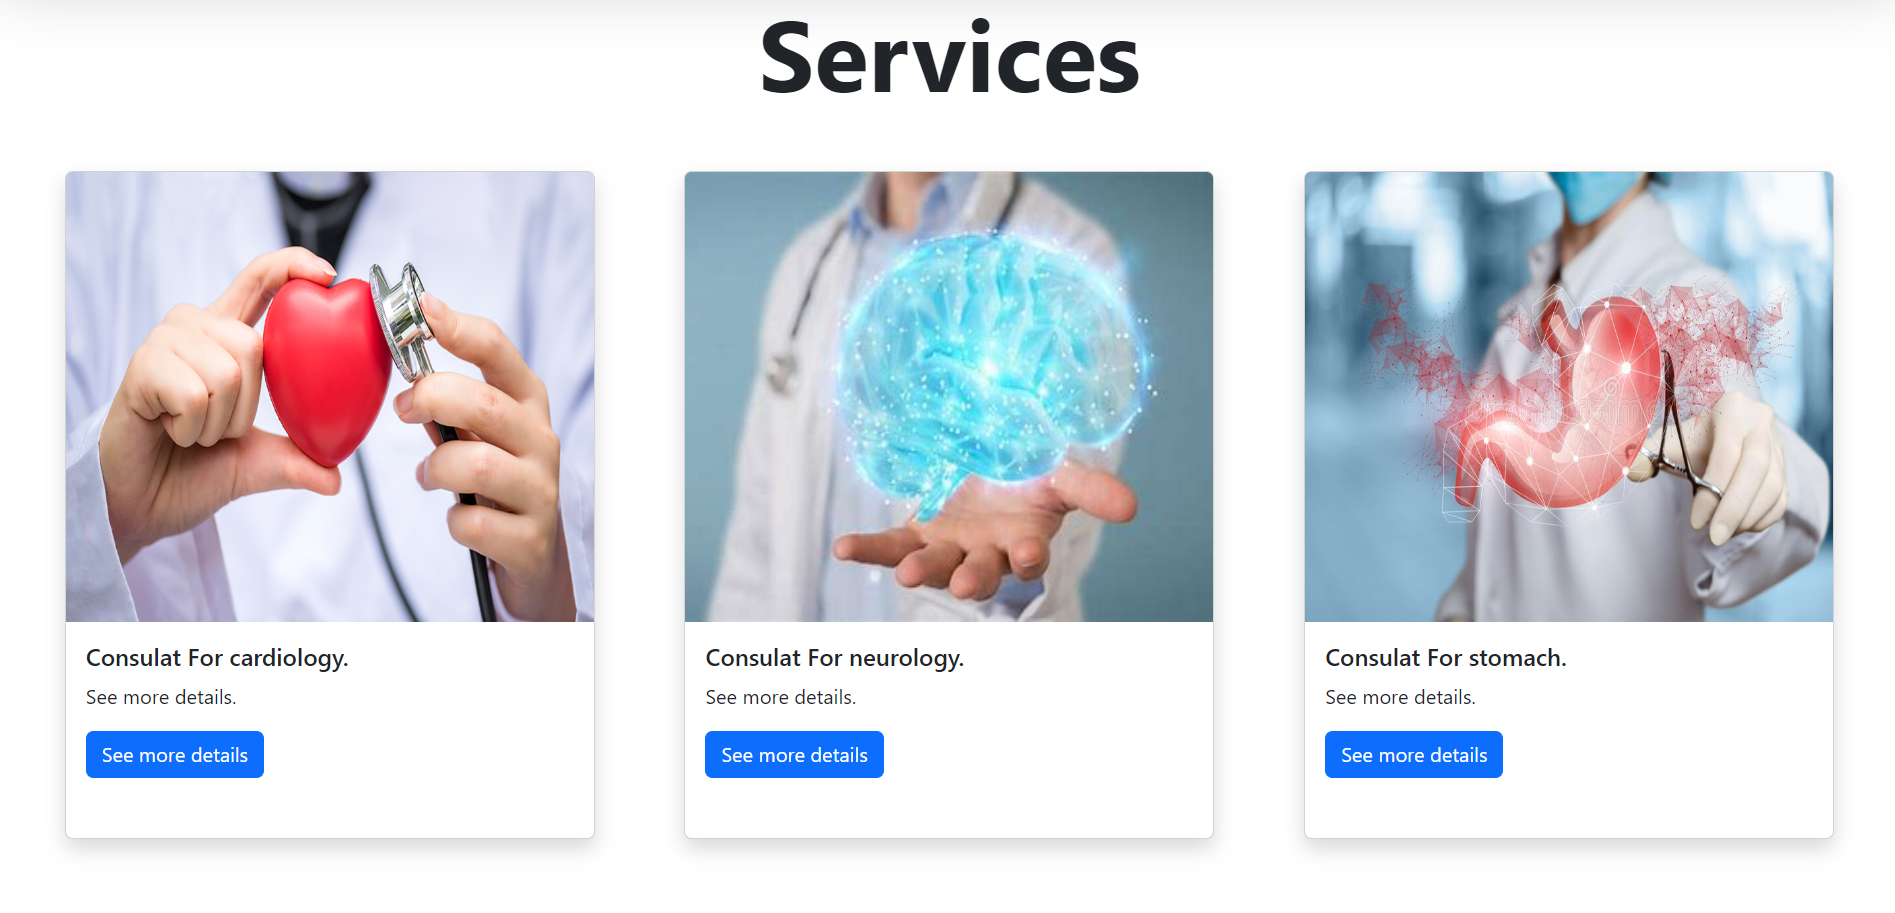 Services
Consulat For cardiology.
See more details.
See more details
Consulat For neurology.
See more details.
See more details
Consulat For stomach.
See more details.
See more details